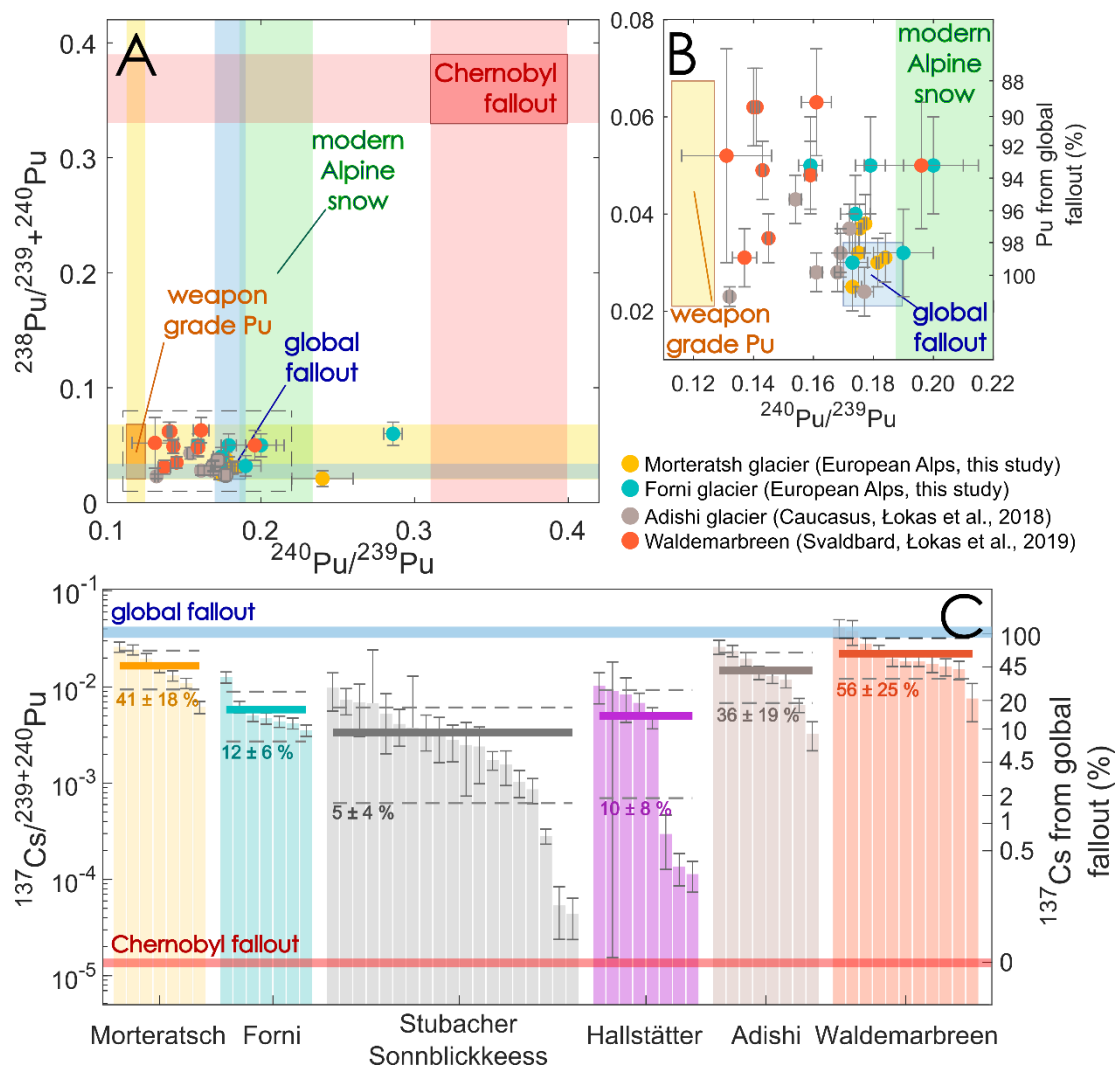 A
0.4
0.3
0.2
0.1
0
²³⁸Pu/²³⁹+²⁴⁰Pu
Chernobyl
fallout
modern
Alpine
snow
weapon
grade Pu
global
fallout
0.1
0.2
0.3
0.4
²⁴⁰Pu/²³⁹Pu
B
0.08
0.06
0.04
0.02
modern
Alpine
snow
weapon
grade Pu
global
fallout
88
90
92
94
96
98
100
Pu from global
fallout (%)
0.12
0.14
0.16
0.18
0.20
0.22
²⁴⁰Pu/²³⁹Pu
Morteratsh glacier (European Alps, this study)
Forni glacier (European Alps, this study)
Adishi glacier (Caucasus, Łokas et al., 2018)
Waldemarbreen (Svaldbard, Łokas et al., 2019)
C
10⁻¹
10⁻²
10⁻³
10⁻⁴
10⁻⁵
¹³⁷Cs/²³⁹⁺²⁴⁰Pu
global fallout
41 ± 18 %
12 ± 6 %
5 ± 4 %
10 ± 8 %
36 ± 19 %
56 ± 25 %
Chernobyl fallout
100
45
20
10
4.5
2
1
0.5
0
¹³⁷Cs from golbal
fallout (%)
Morteratsch
Forni
Stubacher
Sonnblickkeess
Hallstätter
Adishi
Waldemarbreen